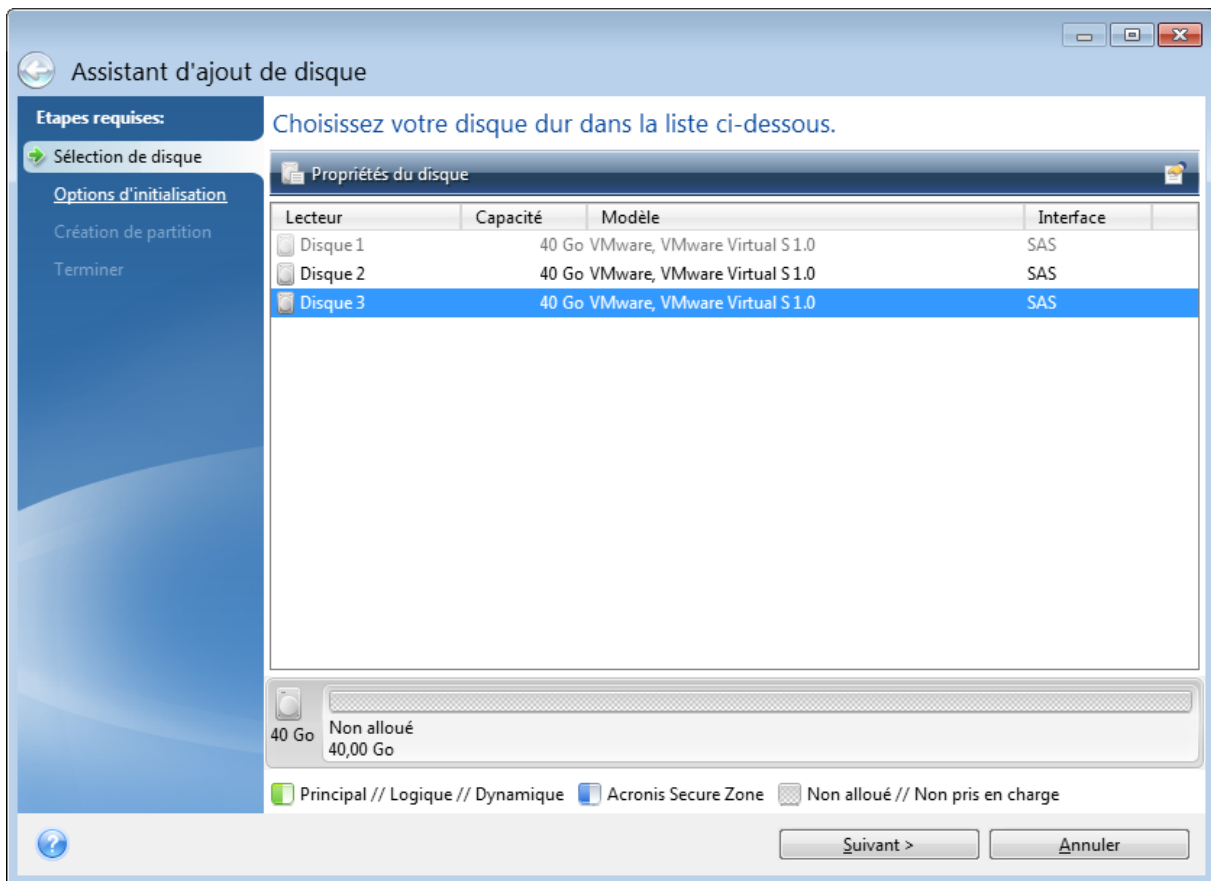 Assistant d'ajout de disque
Etapes requises:
Sélection de disque
Options d'initialisation
Création de partition
Terminer
Choisissez votre disque dur dans la liste ci-dessous.
Propriétés du disque
Lecteur Capacité Modèle Interface
Disque 1 40 Go VMware, VMware Virtual S 1.0 SAS
Disque 2 40 Go VMware, VMware Virtual S 1.0 SAS
Disque 3 40 Go VMware, VMware Virtual S 1.0 SAS
40 Go
Non alloué
40,00 Go
Principal // Logique // Dynamique Acronis Secure Zone Non alloué // Non pris en charge
Suivant > Annuler